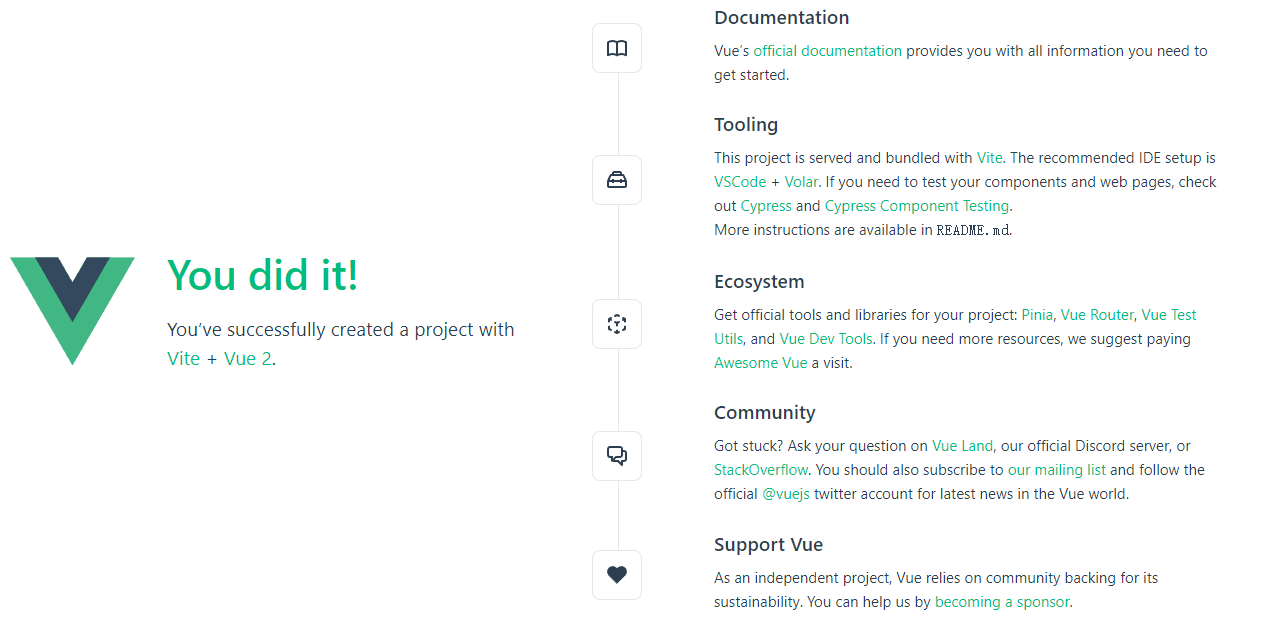 You did it!
You’ve successfully created a project with
Vite + Vue 2.
Documentation
Vue’s official documentation provides you with all information you need to
get started.
Tooling
This project is served and bundled with Vite. The recommended IDE setup is
VSCode + Volar. If you need to test your components and web pages, check
out Cypress and Cypress Component Testing.
More instructions are available in README.md.
Ecosystem
Get official tools and libraries for your project: Pinia, Vue Router, Vue Test
Utils, and Vue Dev Tools. If you need more resources, we suggest paying
Awesome Vue a visit.
Community
Got stuck? Ask your question on Vue Land, our official Discord server, or
StackOverflow. You should also subscribe to our mailing list and follow the
official @vuejs twitter account for latest news in the Vue world.
Support Vue
As an independent project, Vue relies on community backing for its
sustainability. You can help us by becoming a sponsor.